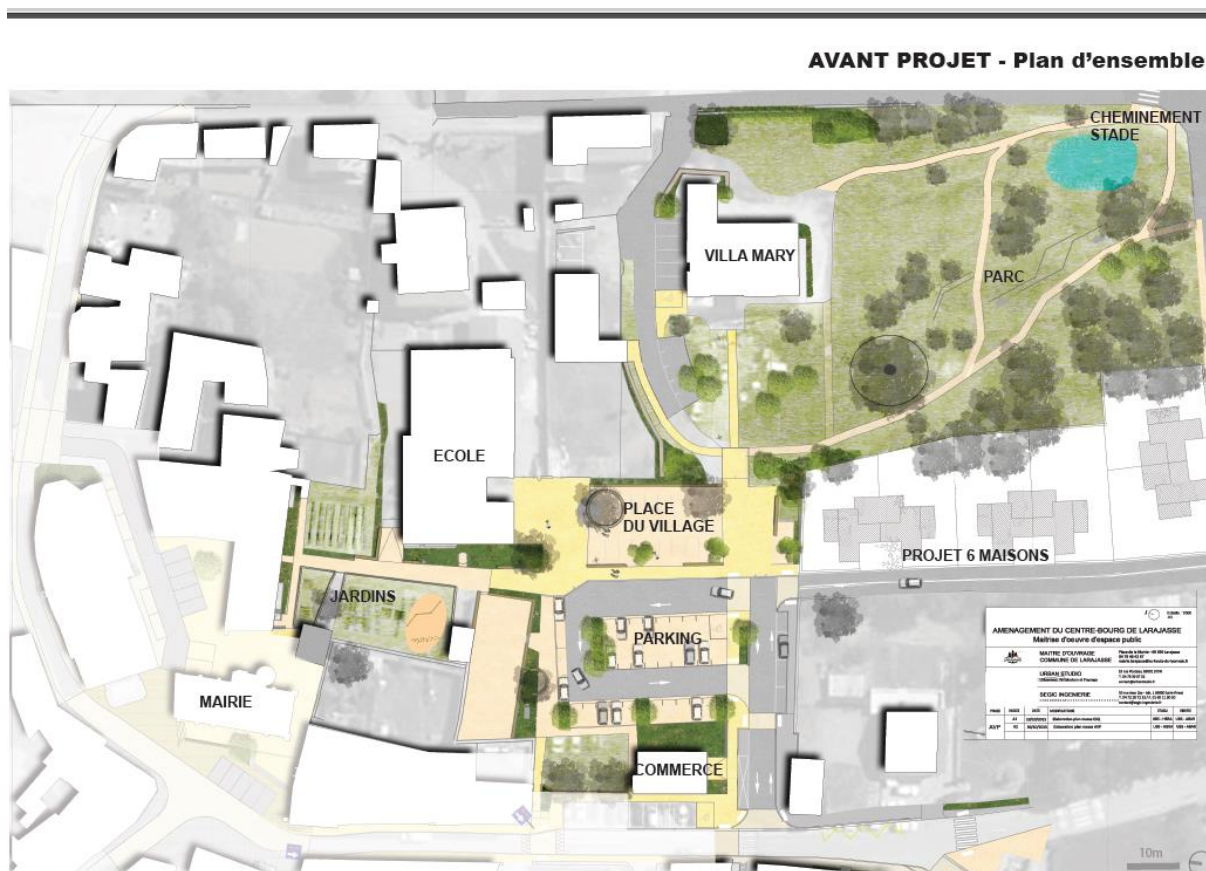 AVANT PROJET - Plan d'ensemble
CHEMINEMENT
STADE
VILLA MARY
PARC
ECOLE
PLACE
DU VILLAGE
PROJET 6 MAISONS
JARDINS
PARKING
MAIRIE
COMMERCE
AMENAGEMENT DU CENTRE-BOURG DE LARAJASSE
Maitrise d'oeuvre d'espace public
MAITRE D'OUVRAGE
COMMUNE DE LARAJASSE
URBAN STUDIO
SEGIC INGENIERIE
10m